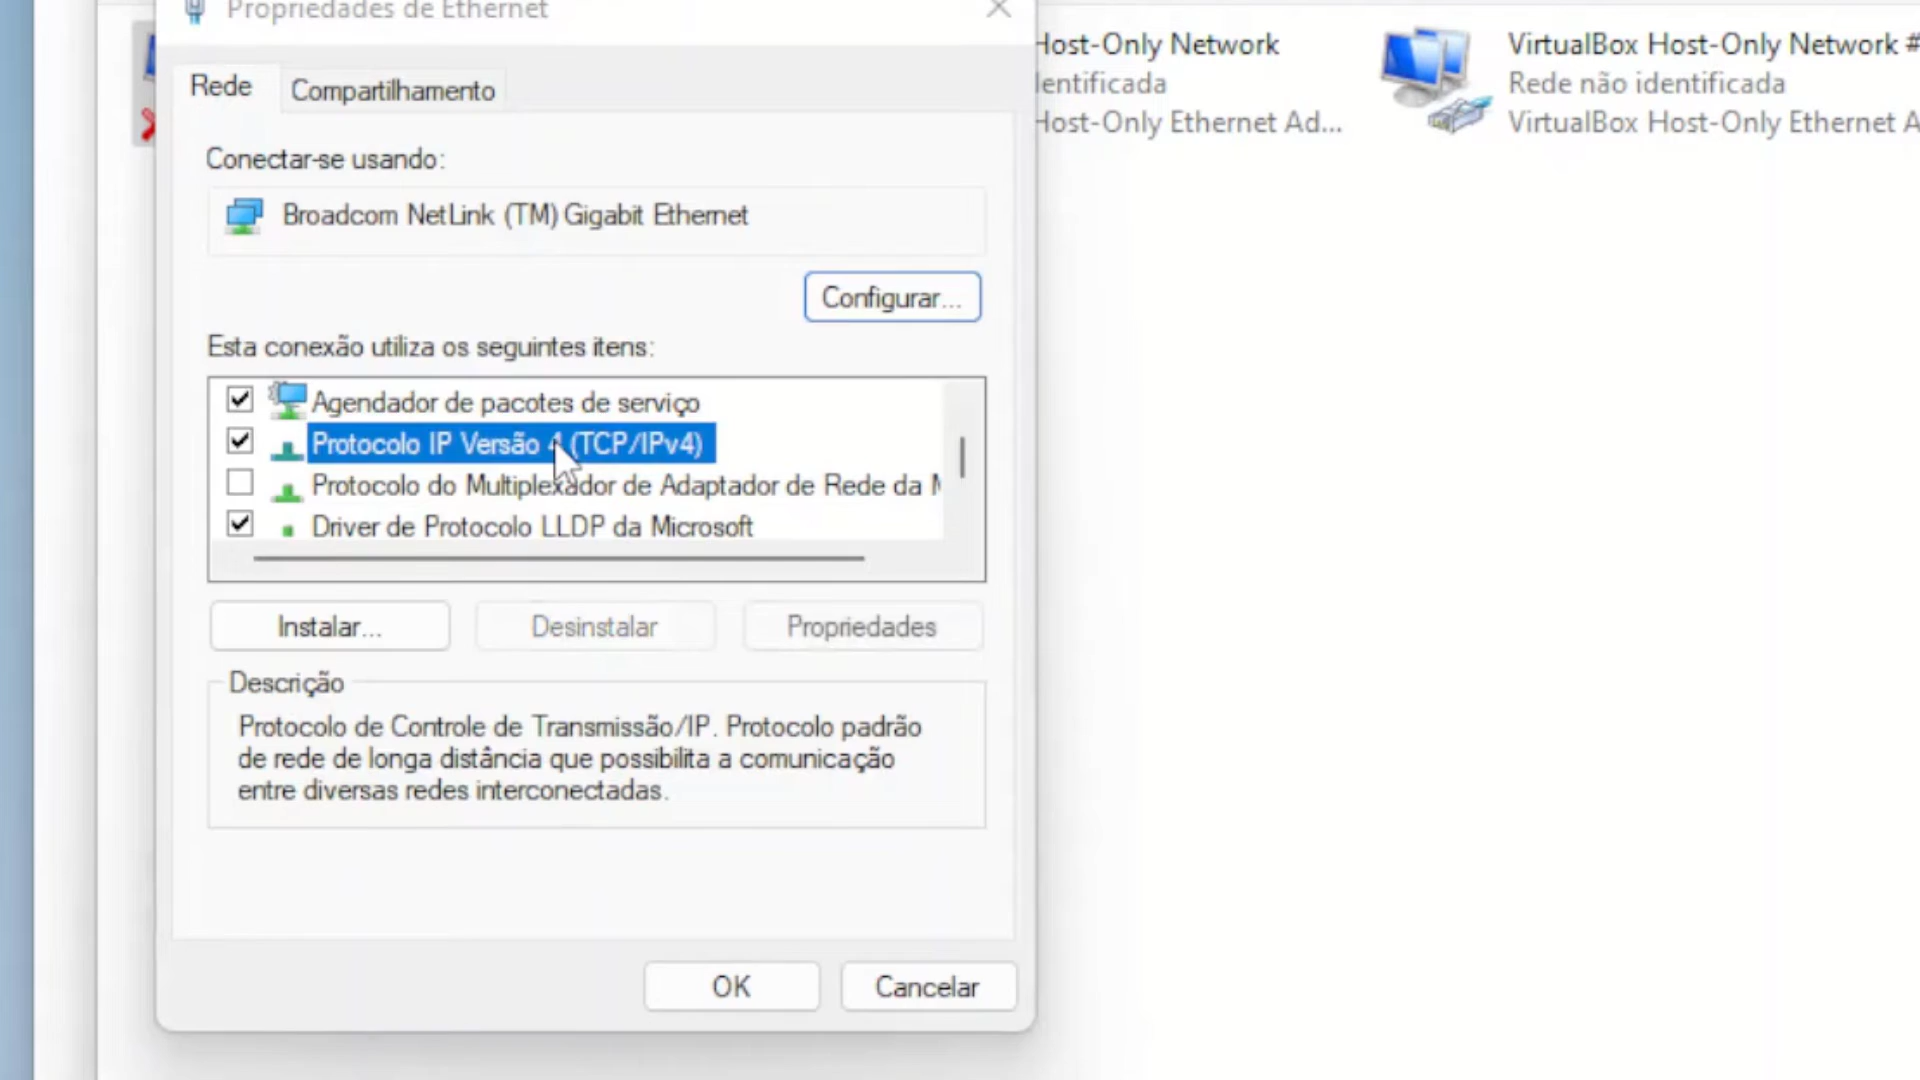 Propriedades de Ethernet
Rede
Compartilhamento
Conectar-se usando:
Broadcom NetLink (TM) Gigabit Ethernet
Configurar...
Esta conexão utiliza os seguintes itens:
Agendador de pacotes de serviço
Protocolo IP Versão 4 (TCP/IPv4)
Protocolo do Multiplexador de Adaptador de Rede da
Driver de Protocolo LLDP da Microsoft
Instalar...
Desinstalar
Propriedades
Descrição
Protocolo de Controle de Transmissão/IP. Protocolo padrão
de rede de longa distância que possibilita a comunicação
entre diversas redes interconectadas.
OK
Cancelar
Host-Only Network
entificada
Host-Only Ethernet Ad...
VirtualBox Host-Only Network #
Rede não identificada
VirtualBox Host-Only Ethernet A